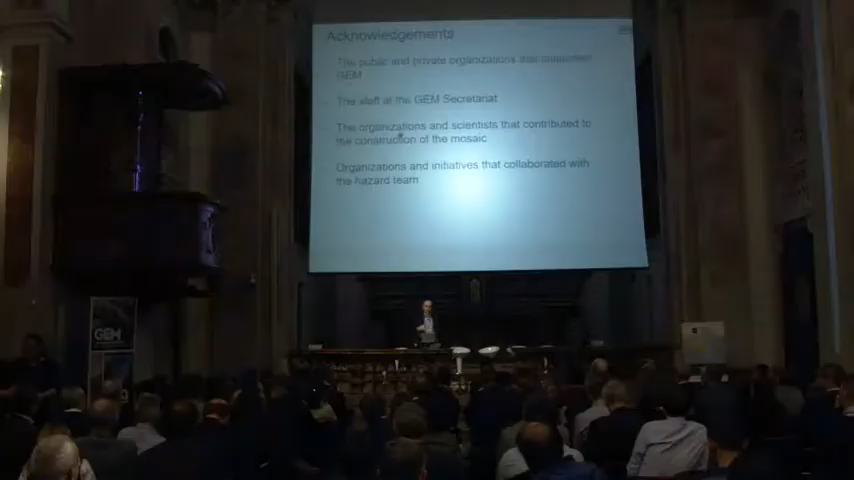 Acknowledgements
The public and private organizations that supported
GEM
The staff at the GEM Secretariat
The organizations and scientists that contributed to
the construction of the mosaic
Organizations and initiatives that collaborated with
the hazard team
GEM